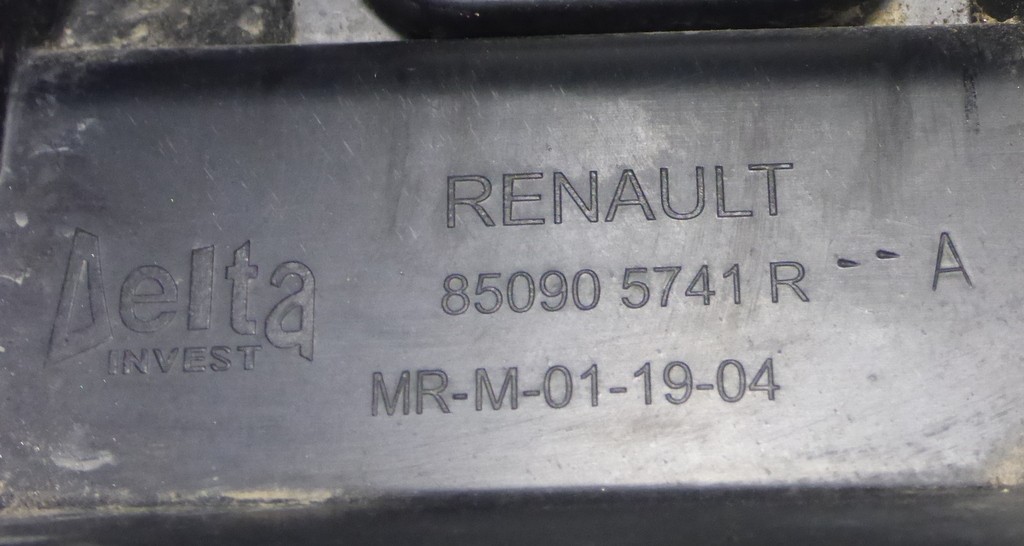 RENAULT
Delta
INVEST
85090 5741 R -- A
MR-M-01-19-04